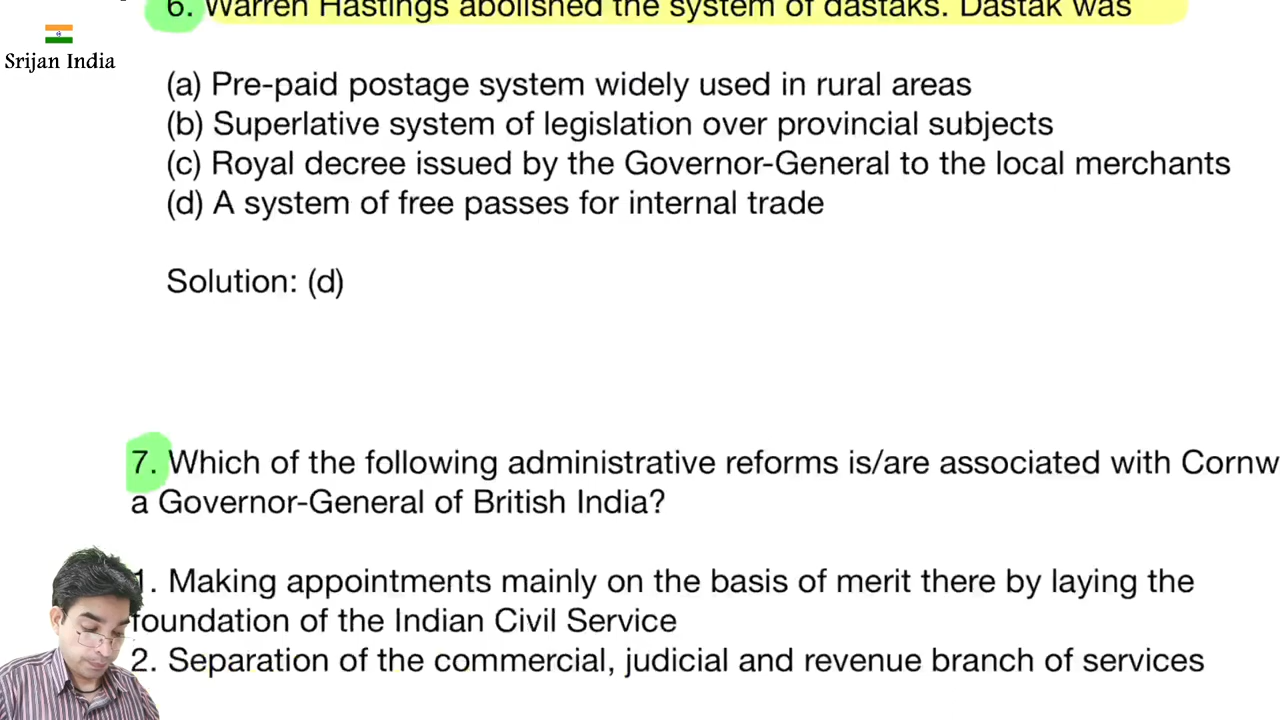 6. Warren Hastings abolished the system of dastaks. Dastak was
Srijan India
(a) Pre-paid postage system widely used in rural areas
(b) Superlative system of legislation over provincial subjects
(c) Royal decree issued by the Governor-General to the local merchants
(d) A system of free passes for internal trade
Solution: (d)
7. Which of the following administrative reforms is/are associated with Cornw
a Governor-General of British India?
1. Making appointments mainly on the basis of merit there by laying the
foundation of the Indian Civil Service
2. Separation of the commercial, judicial and revenue branch of services